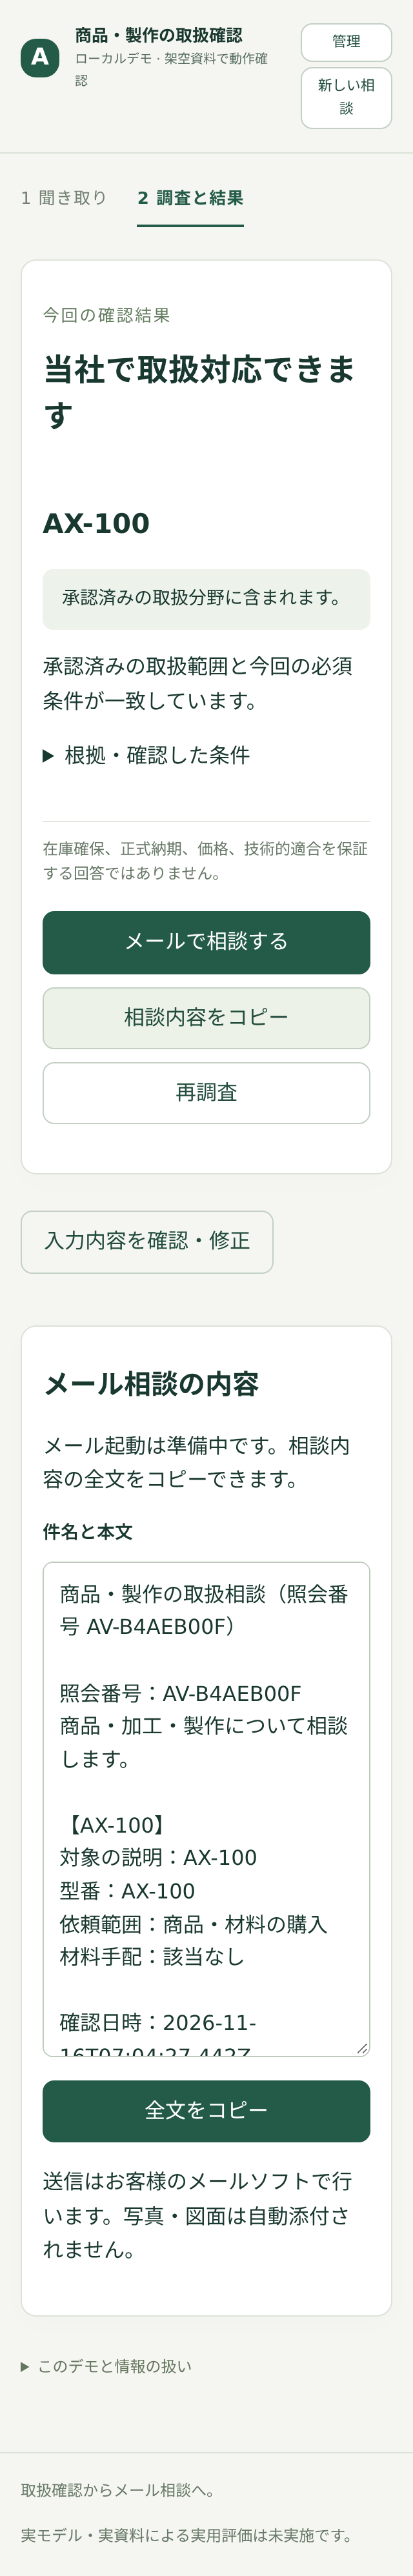 A
商品・製作の取扱確認
ローカルデモ · 架空資料で動作確
認
管理
新しい相
談
1 聞き取り
2 調査と結果
今回の確認結果
当社で取扱対応できま
す
AX-100
承認済みの取扱分野に含まれます。
承認済みの取扱範囲と今回の必須
条件が一致しています。
▶ 根拠・確認した条件
在庫確保、正式納期、価格、技術的適合を保証
する回答ではありません。
メールで相談する
相談内容をコピー
再調査
入力内容を確認・修正
メール相談の内容
メール起動は準備中です。相談内
容の全文をコピーできます。
件名と本文
商品・製作の取扱相談（照会番
号 AV-B4AEB00F）
照会番号：AV-B4AEB00F
商品・加工・製作について相談
します。
【AX-100】
対象の説明：AX-100
型番：AX-100
依頼範囲：商品・材料の購入
材料手配：該当なし
確認日時：2026-11-
16T07:04:27.442Z
全文をコピー
送信はお客様のメールソフトで行
います。写真・図面は自動添付さ
れません。
▶ このデモと情報の扱い
取扱確認からメール相談へ。
実モデル・実資料による実用評価は未実施です。